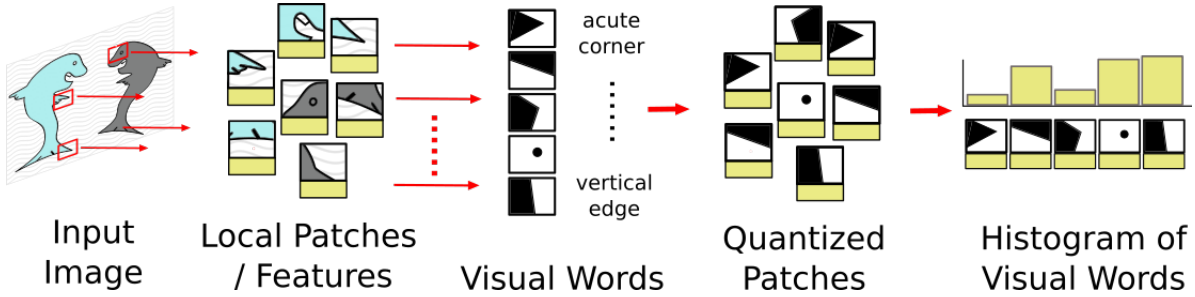 acute
corner
vertical
edge
Input
Image
Local Patches
/ Features
Visual Words
Quantized
Patches
Histogram of
Visual Words